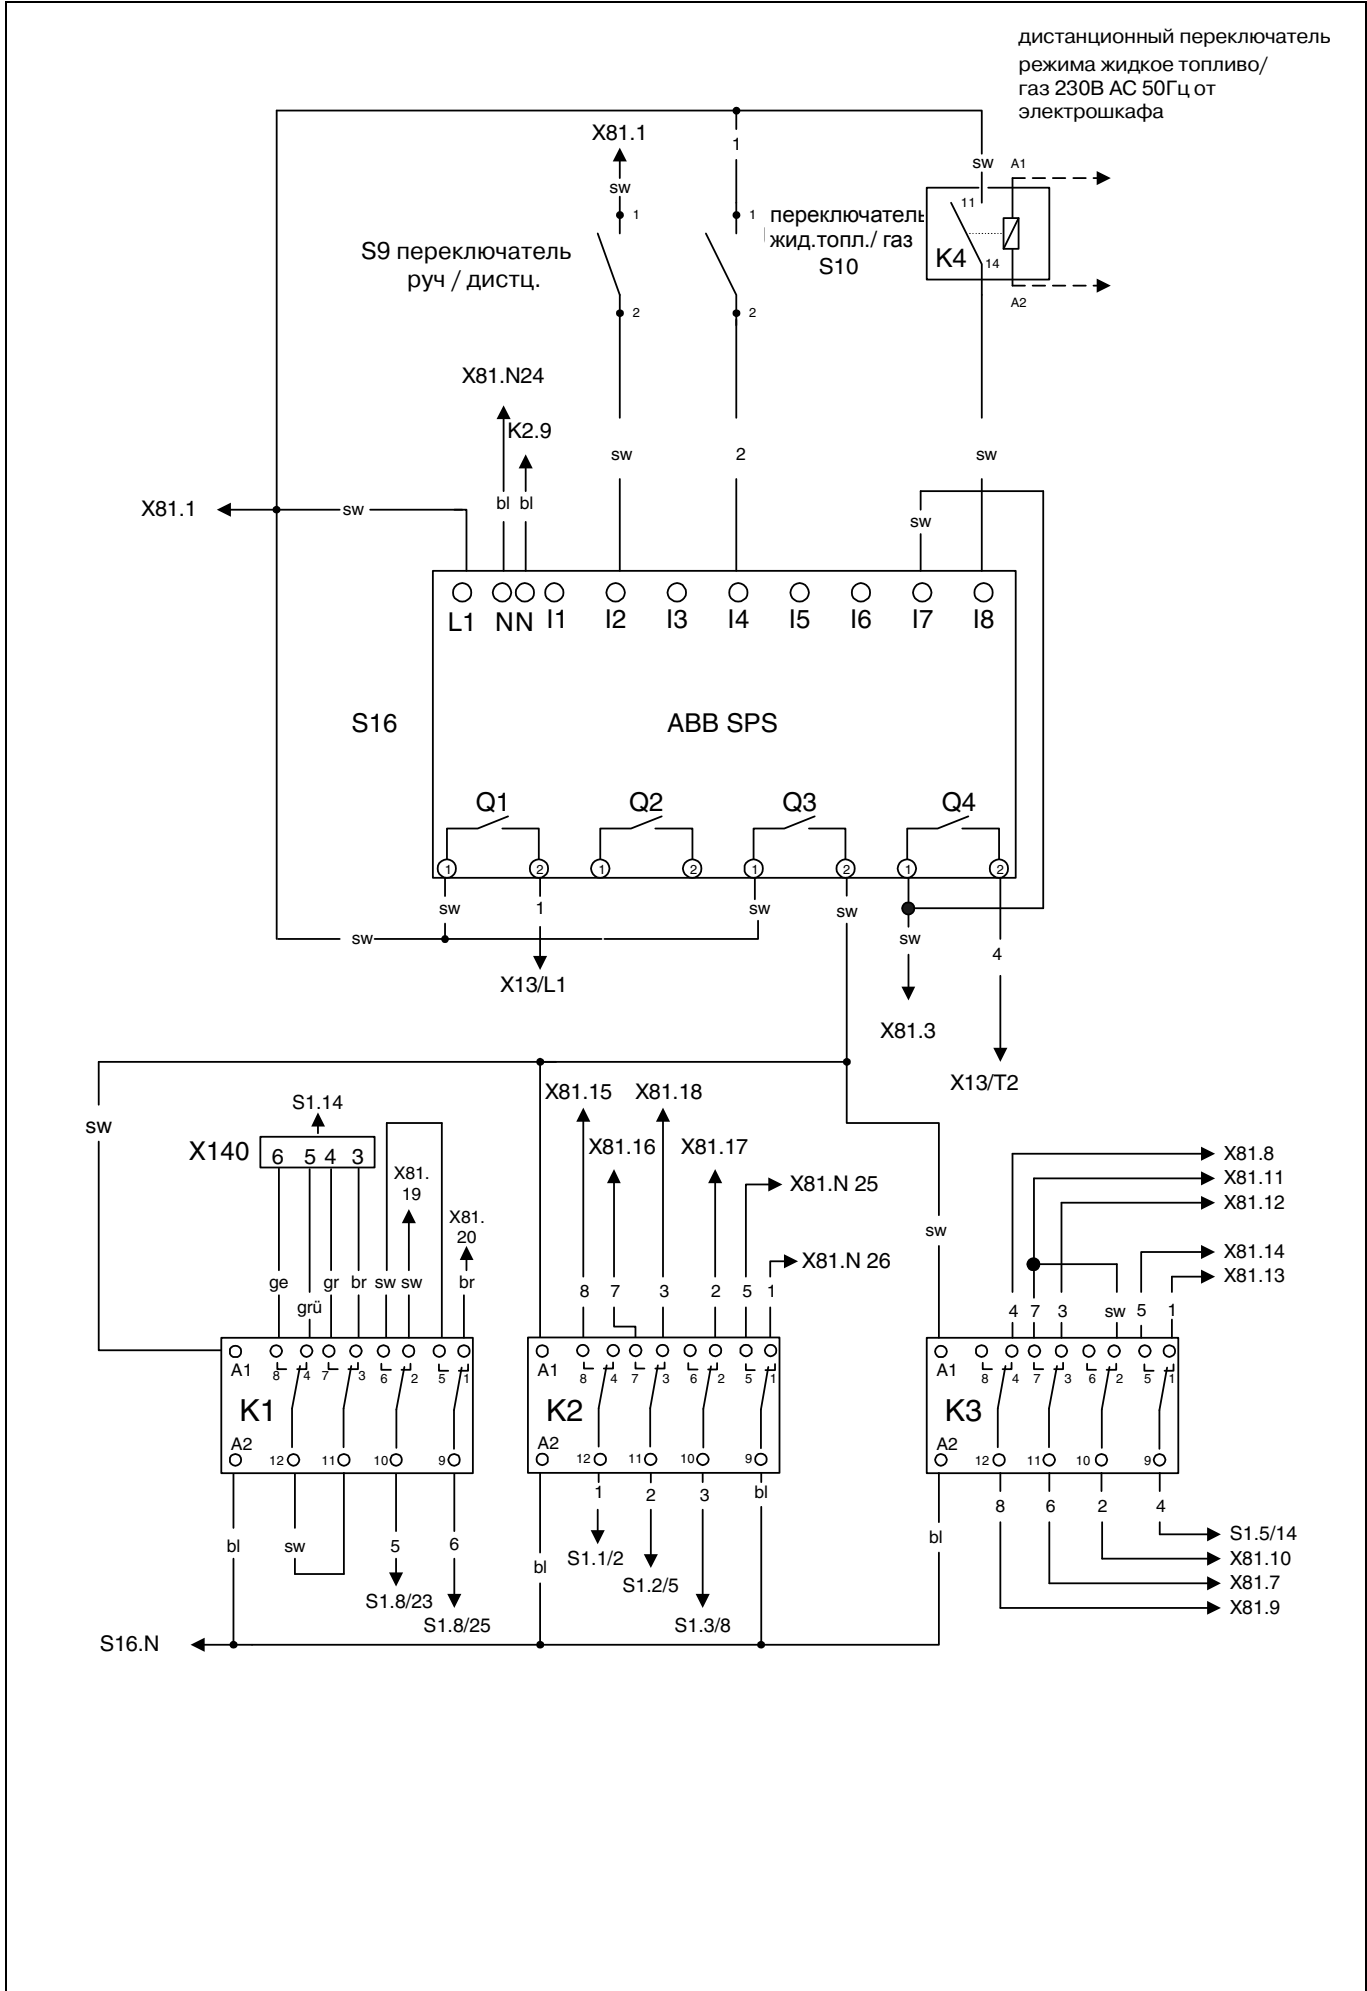 дистанционный переключатель
режима жидкое топливо/
газ 230В AC 50Гц от
электрошкафа
X81.1
1
sw
sw
A1
1
1
переключатель
11
S9 переключатель
жид.топл./ газ
руч / дистц.
S10
K4
14
2
2
A2
X81.N24
K2.9
sw
2
sw
bl
bl
X81.1
sw
sw
L1
N
N
I1
I2
I3
I4
I5
I6
I7
I8
S16
ABB SPS
Q1
Q2
Q3
Q4
1
2
1
2
1
2
1
2
sw
1
sw
sw
sw
sw
4
X13/L1
X81.3
X13/T2
X81.15
X81.18
S1.14
sw
X140
6
5
4
3
X81.16
X81.17
X81.8
X81.
19
X81.11
X81.N 25
X81.12
X81.
20
sw
X81.14
X81.N 26
X81.13
ge
grü
gr
br
sw
sw
br
8
7
3
2
5
1
4
7
3
sw
5
1
A1
8
4
7
3
6
2
5
1
A1
8
4
7
3
6
2
5
1
A1
8
4
7
3
6
2
5
1
K1
K2
K3
A2
12
11
10
9
A2
12
11
10
9
A2
12
11
10
9
1
2
3
bl
8
6
2
4
bl
sw
5
6
bl
bl
S1.5/14
S1.1/2
X81.10
S1.2/5
X81.7
S1.8/23
X81.9
S1.8/25
S1.3/8
S16.N